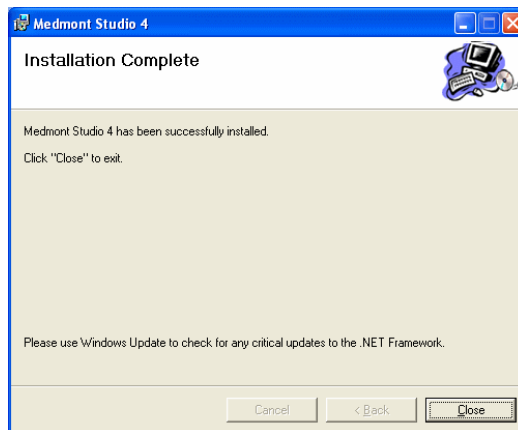 Medmont Studio 4
Installation Complete
Medmont Studio 4 has been successfully installed.
Click "Close" to exit.
Please use Windows Update to check for any critical updates to the .NET Framework.
Cancel
< Back
Close